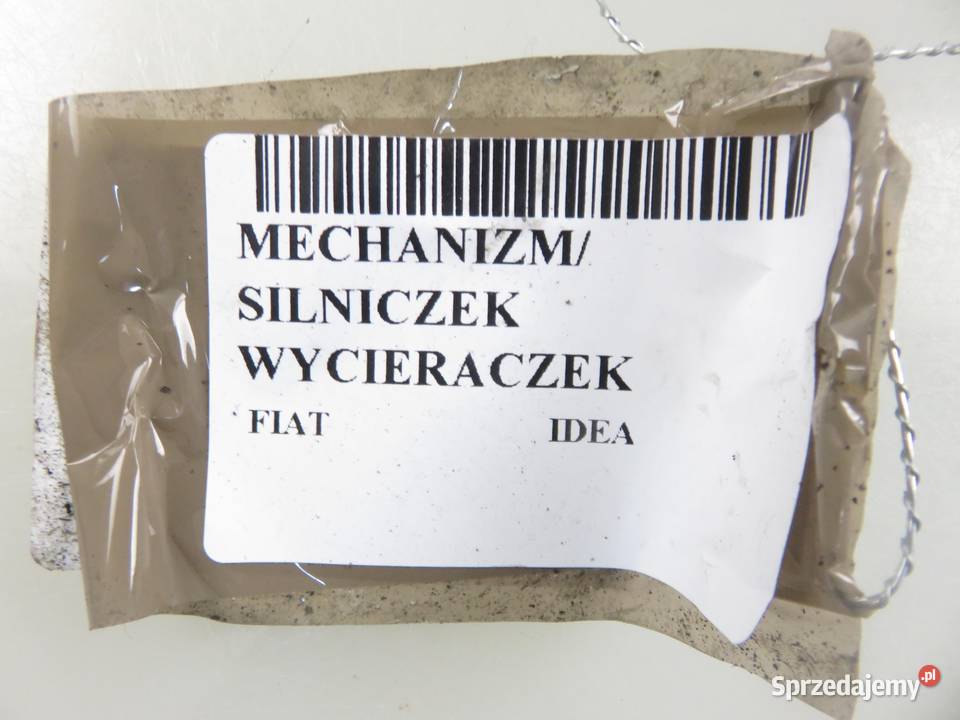 MECHANIZM/
SILNICZEK
WYCIERACZEK
FIAT IDEA
Sprzedajemy.pl